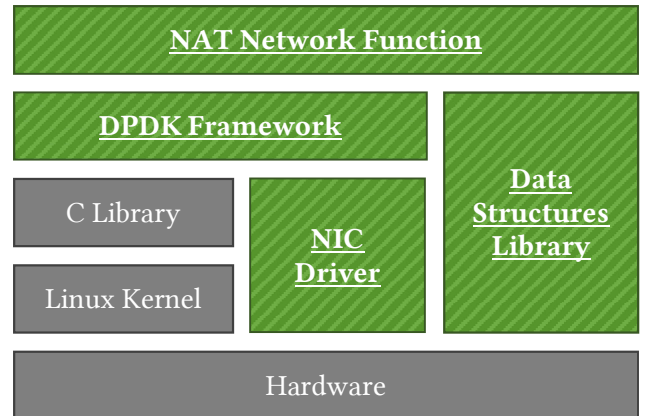 NAT Network Function
DPDK Framework
Data
Structures
Library
C Library
NIC
Driver
Linux Kernel
Hardware